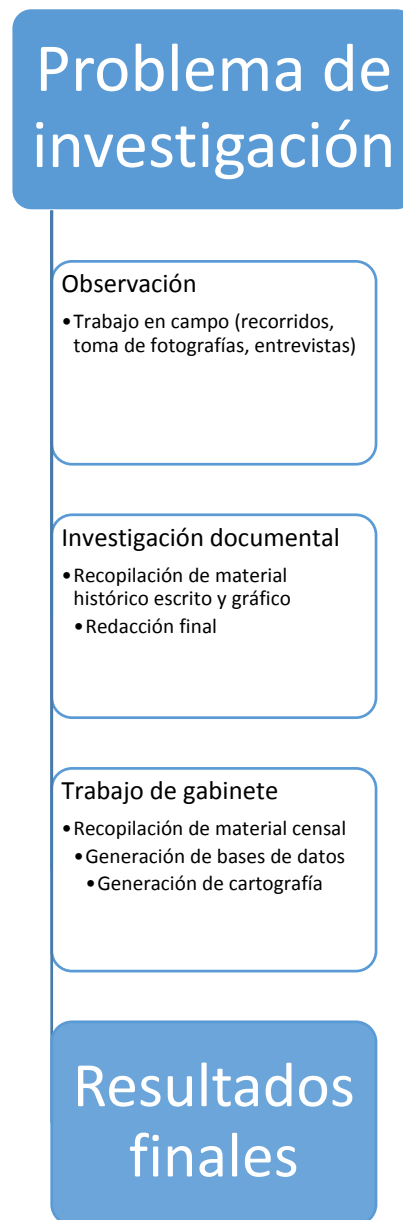 Problema de
investigación
Observación
•Trabajo en campo (recorridos,
toma de fotografías, entrevistas)
Investigación documental
•Recopilación de material
histórico escrito y gráfico
•Redacción final
Trabajo de gabinete
•Recopilación de material censal
•Generación de bases de datos
•Generación de cartografía
Resultados
finales